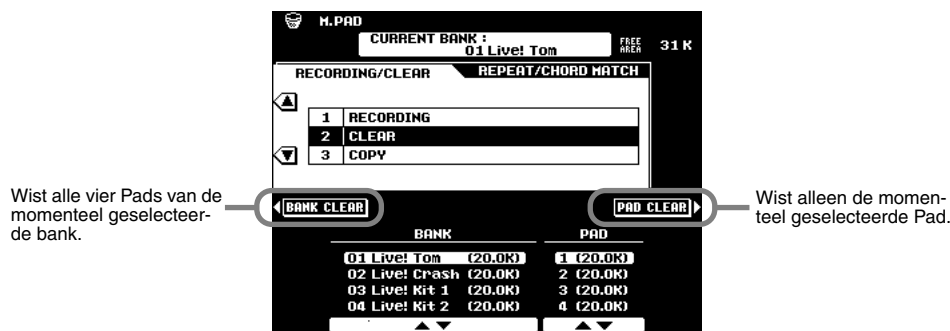 M.PAD
CURRENT BANK :
01 Live! Tom
FREE AREA 31 K
RECORDING/CLEAR REPEAT/CHORD MATCH
1 RECORDING
2 CLEAR
3 COPY
Wist alle vier Pads van de
momenteel geselecteer-
de bank.
BANK CLEAR PAD CLEAR
Wist alleen de momen-
teel geselecteerde Pad.
BANK PAD
01 Live! Tom (20.0K) 1 (20.0K)
02 Live! Crash (20.0K) 2 (20.0K)
03 Live! Kit 1 (20.0K) 3 (20.0K)
04 Live! Kit 2 (20.0K) 4 (20.0K)